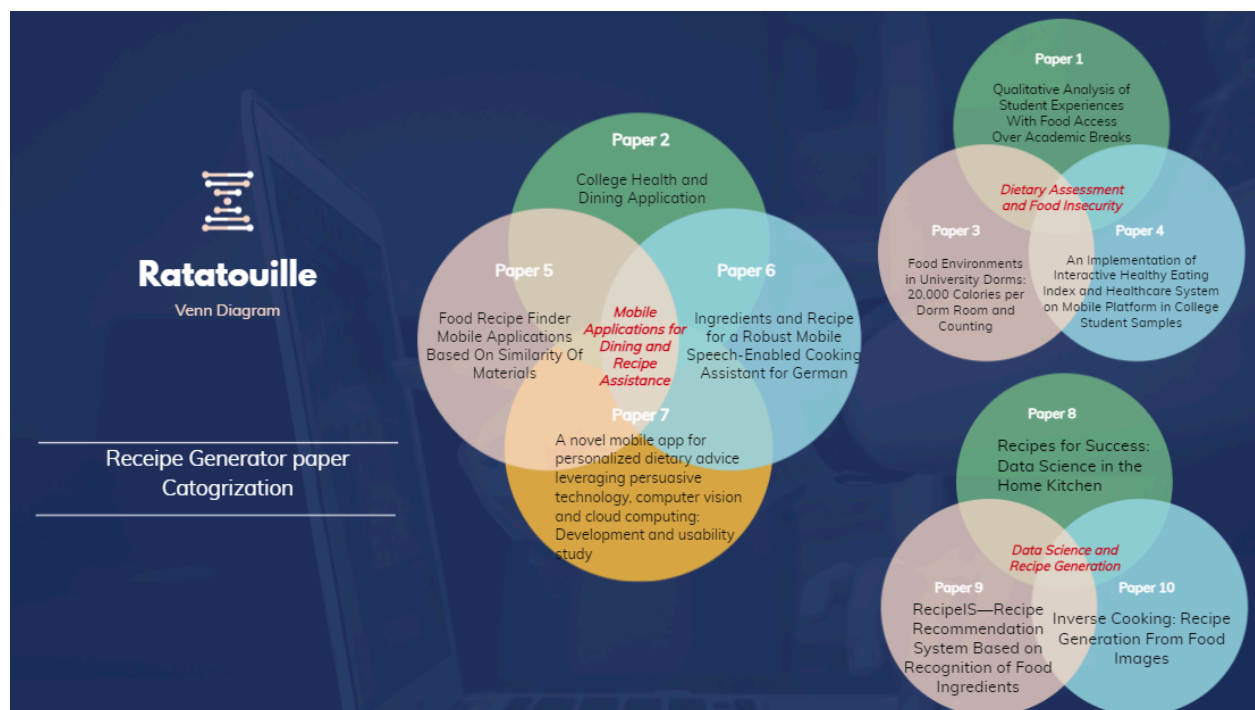 Ratatouille
Venn Diagram
Receipe Generator paper
Catogrization
Paper 2
College Health and
Dining Application
Paper 5
Food Recipe Finder
Mobile Applications
Based On Similarity Of
Materials
Mobile
Applications for
Dining and
Recipe
Assistance
Paper 6
Ingredients and Recipe
for a Robust Mobile
Speech-Enabled Cooking
Assistant for German
Paper 7
A novel mobile app for
personalized dietary advice
leveraging persuasive
technology, computer vision
and cloud computing:
Development and usability
study
Paper 1
Qualitative Analysis of
Student Experiences
With Food Access
Over Academic Breaks
Dietary Assessment
and Food Insecurity
Paper 3
Food Environments
in University Dorms:
20,000 Calories per
Dorm Room and
Counting
Paper 4
An Implementation of
Interactive Healthy Eating
Index and Healthcare System
on Mobile Platform in College
Student Samples
Paper 8
Recipes for Success:
Data Science in the
Home Kitchen
Data Science and
Recipe Generation
Paper 9
RecipeIS—Recipe
Recommendation
System Based on
Recognition of Food
Ingredients
Paper 10
Inverse Cooking: Recipe
Generation From Food
Images